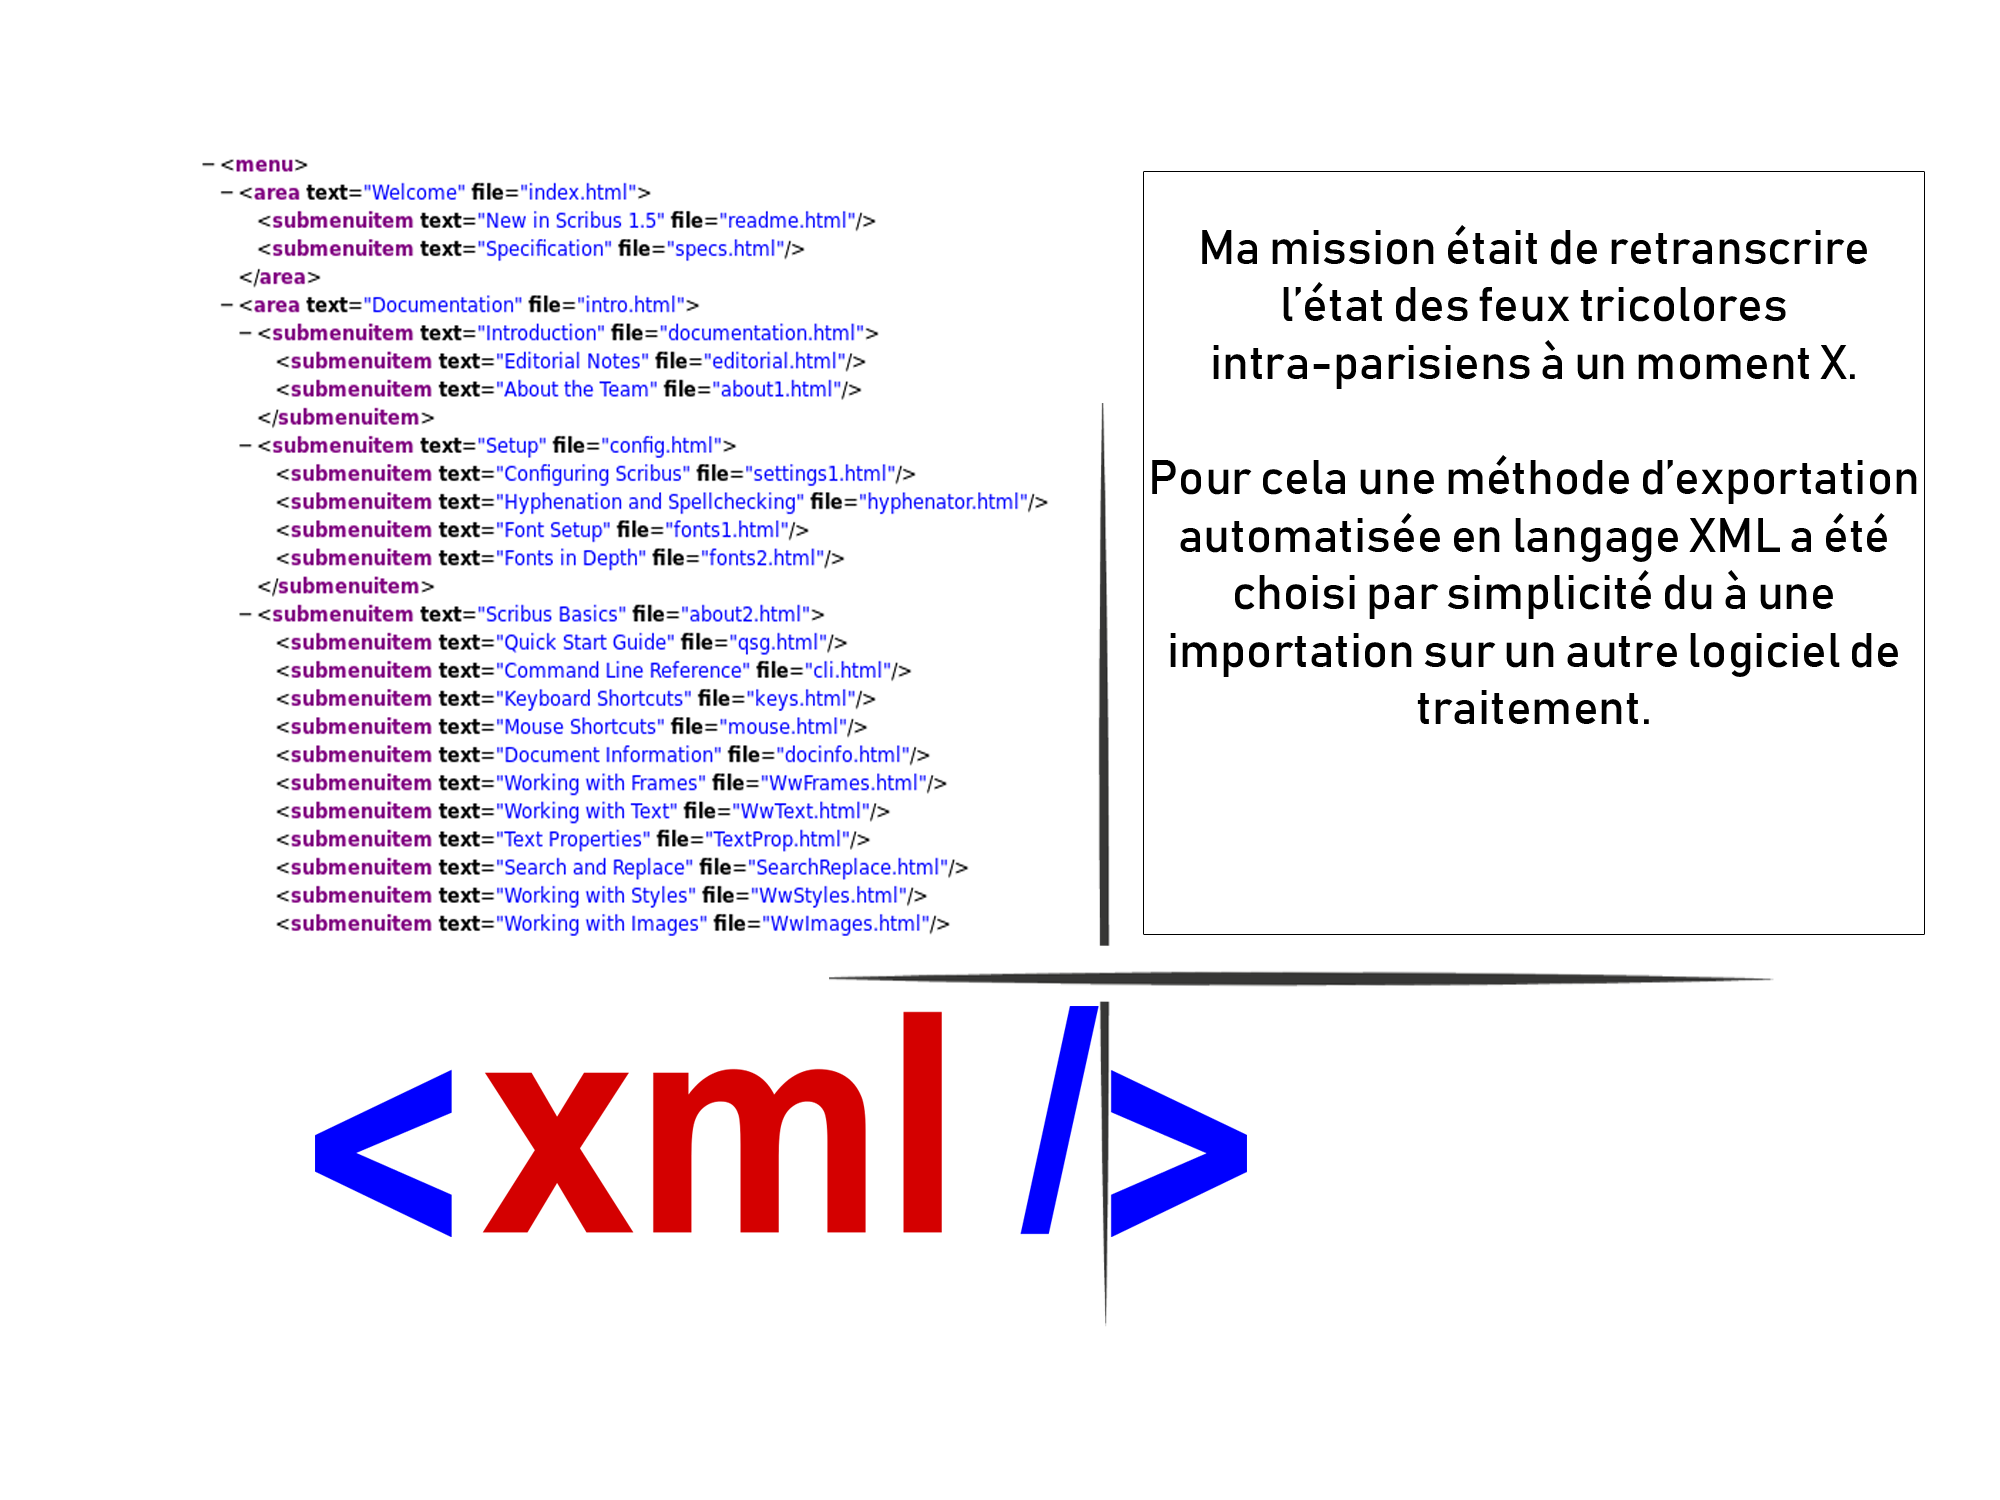 − <menu>
− <area text="Welcome" file="index.html">
<submenuitem text="New in Scribus 1.5" file="readme.html"/>
<submenuitem text="Specification" file="specs.html"/>
</area>
− <area text="Documentation" file="intro.html">
− <submenuitem text="Introduction" file="documentation.html">
<submenuitem text="Editorial Notes" file="editorial.html"/>
<submenuitem text="About the Team" file="about1.html"/>
</submenuitem>
− <submenuitem text="Setup" file="config.html">
<submenuitem text="Configuring Scribus" file="settings1.html"/>
<submenuitem text="Hyphenation and Spellchecking" file="hyphenator.html"/>
<submenuitem text="Font Setup" file="fonts1.html"/>
<submenuitem text="Fonts in Depth" file="fonts2.html"/>
</submenuitem>
− <submenuitem text="Scribus Basics" file="about2.html">
<submenuitem text="Quick Start Guide" file="qsg.html"/>
<submenuitem text="Command Line Reference" file="cli.html"/>
<submenuitem text="Keyboard Shortcuts" file="keys.html"/>
<submenuitem text="Mouse Shortcuts" file="mouse.html"/>
<submenuitem text="Document Information" file="docinfo.html"/>
<submenuitem text="Working with Frames" file="WwFrames.html"/>
<submenuitem text="Working with Text" file="WwText.html"/>
<submenuitem text="Text Properties" file="TextProp.html"/>
<submenuitem text="Search and Replace" file="SearchReplace.html"/>
<submenuitem text="Working with Styles" file="WwStyles.html"/>
<submenuitem text="Working with Images" file="WwImages.html"/>
Ma mission était de retranscrire
l’état des feux tricolores
intra-parisiens à un moment X.
Pour cela une méthode d’exportation
automatisée en langage XML a été
choisi par simplicité du à une
importation sur un autre logiciel de
traitement.
<xml />